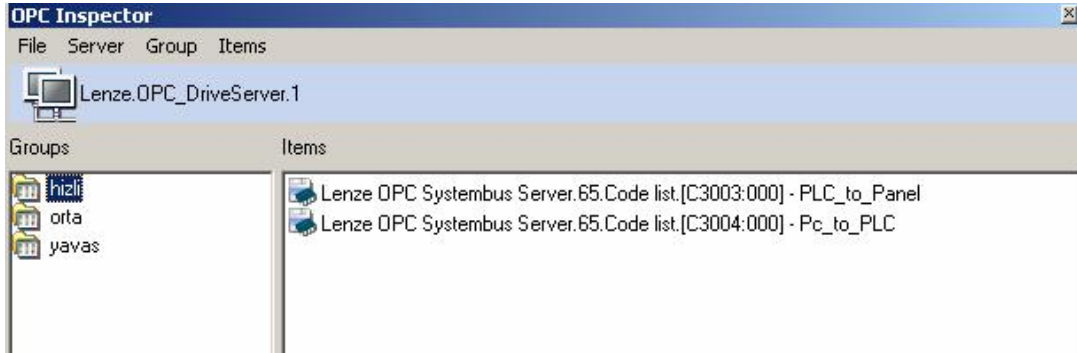 OPC Inspector
File Server Group Items
Lenze.OPC_DriveServer.1
Groups
hizli
orta
yavas
Items
Lenze OPC Systembus Server.65.Code list.[C3003:000] - PLC_to_Panel
Lenze OPC Systembus Server.65.Code list.[C3004:000] - Pc_to_PLC